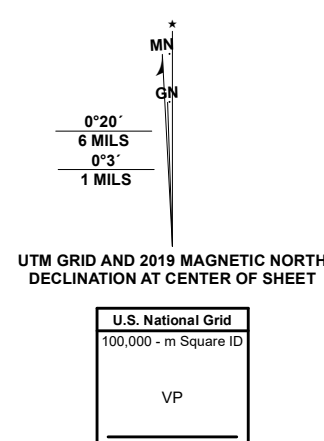 ★
MN
GN
0°20´
6 MILS
0°3´
1 MILS
UTM GRID AND 2019 MAGNETIC NORTH
DECLINATION AT CENTER OF SHEET
U.S. National Grid
100,000 - m Square ID
VP